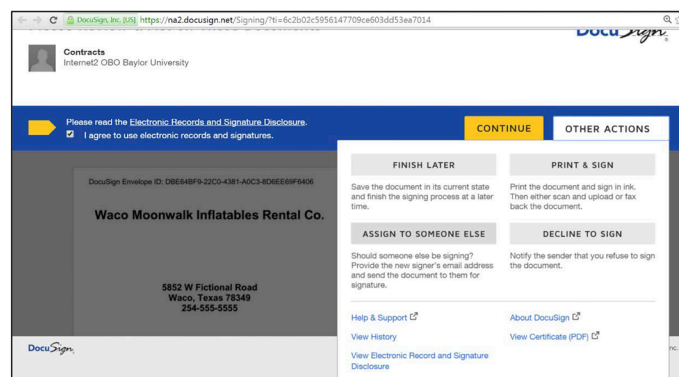 DocuSign, Inc. [US] https://na2.docusign.net/Signing/?ti=6c2b02c5956147709ce603dd53ea7014
DocuSign
Contracts
Internet2 OBO Baylor University
Please read the Electronic Records and Signature Disclosure.
I agree to use electronic records and signatures.
CONTINUE
OTHER ACTIONS
DocuSign Envelope ID: DBE64BF9-22C0-4381-A0C3-8D6EE69F6406
Waco Moonwalk Inflatables Rental Co.
5852 W Fictional Road
Waco, Texas 78349
254-555-5555
FINISH LATER
Save the document in its current state
and finish the signing process at a later
time.
PRINT & SIGN
Print the document and sign in ink.
Then either scan and upload or fax
back the document.
ASSIGN TO SOMEONE ELSE
Should someone else be signing?
Provide the new signer's email address
and send the document to them for
signature.
DECLINE TO SIGN
Notify the sender that you refuse to sign
the document.
Help & Support
About DocuSign
View History
View Certificate (PDF)
View Electronic Record and Signature
Disclosure
DocuSign
nc.